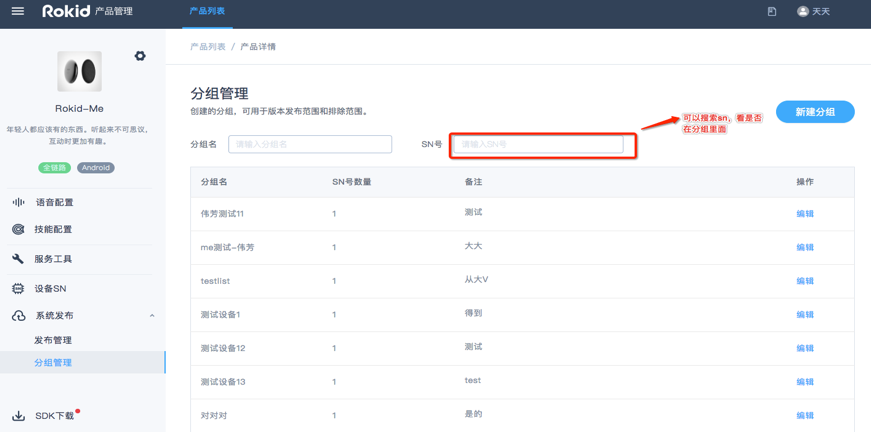 Rokid 产品管理
产品列表
天天
产品列表 / 产品详情
Rokid-Me
年轻人都应该有的东西。听起来不可思议，
互动时更加有趣。
全链路 Android
语音配置
技能配置
服务工具
设备SN
系统发布
发布管理
分组管理
SDK下载
分组管理
创建的分组，可用于版本发布范围和排除范围。
新建分组
分组名 请输入分组名
SN号 请输入SN号
可以搜索sn，看是否
在分组里面
分组名 SN号数量 备注 操作
伟芳测试11 1 测试 编辑
me测试-伟芳 1 大大 编辑
testlist 1 从大V 编辑
测试设备1 1 得到 编辑
测试设备12 1 测试 编辑
测试设备13 1 test 编辑
对对对 1 是的 编辑